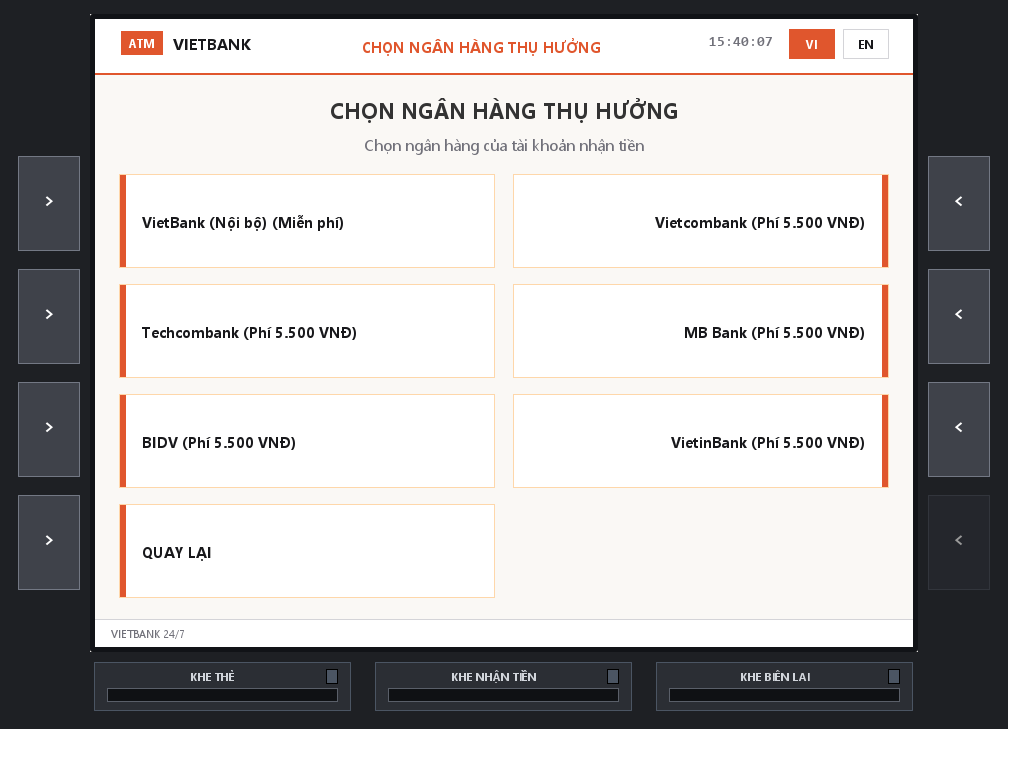 ATM VIETBANK
CHỌN NGÂN HÀNG THỤ HƯỞNG
15:40:07
VI
EN
CHỌN NGÂN HÀNG THỤ HƯỞNG
Chọn ngân hàng của tài khoản nhận tiền
VietBank (Nội bộ) (Miễn phí)
Vietcombank (Phí 5.500 VNĐ)
Techcombank (Phí 5.500 VNĐ)
MB Bank (Phí 5.500 VNĐ)
BIDV (Phí 5.500 VNĐ)
VietinBank (Phí 5.500 VNĐ)
QUAY LẠI
VIETBANK 24/7
KHE THẺ
KHE NHẬN TIỀN
KHE BIÊN LAI